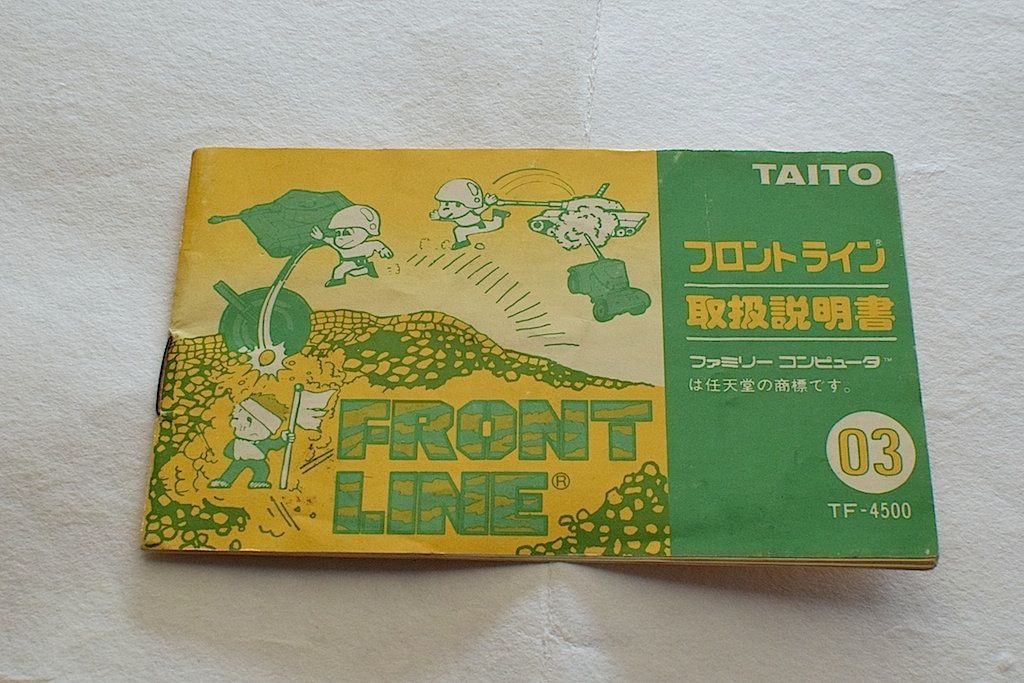 FRONT
LINE®
TAITO
フロントライン®
取扱説明書
ファミリー コンピュータ™
は任天堂の商標です。
03
TF-4500